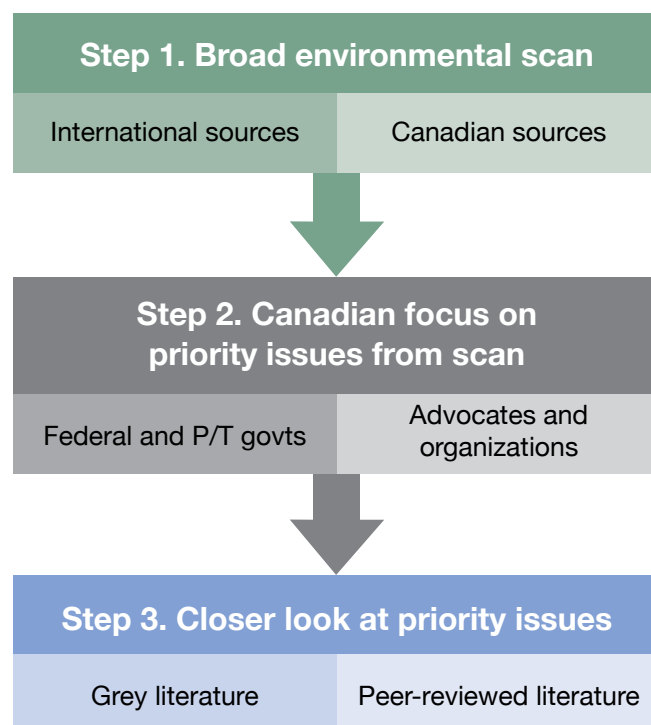 Step 1. Broad environmental scan
International sources
Canadian sources
Step 2. Canadian focus on
priority issues from scan
Federal and P/T govts
Advocates and
organizations
Step 3. Closer look at priority issues
Grey literature
Peer-reviewed literature